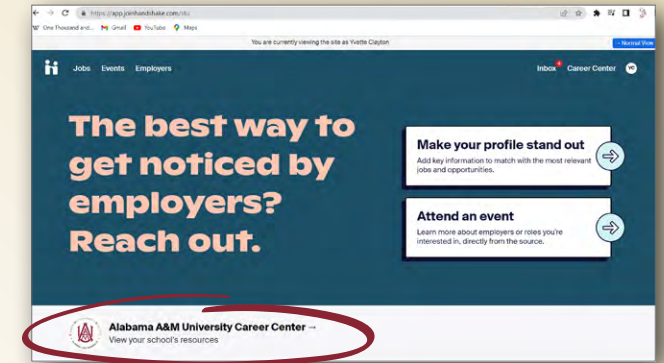 https://app.joinhandshake.com/stu
One Thousand and... Gmail YouTube Maps
You are currently viewing the site as Yvette Clayton
Normal View
Jobs Events Employers
Inbox 4 Career Center YC
The best way to
get noticed by
employers?
Reach out.
Make your profile stand out
Add key information to match with the most relevant
jobs and opportunities.
Attend an event
Learn more about employers or roles you're
interested in, directly from the source.
Alabama A&M University Career Center →
View your school's resources